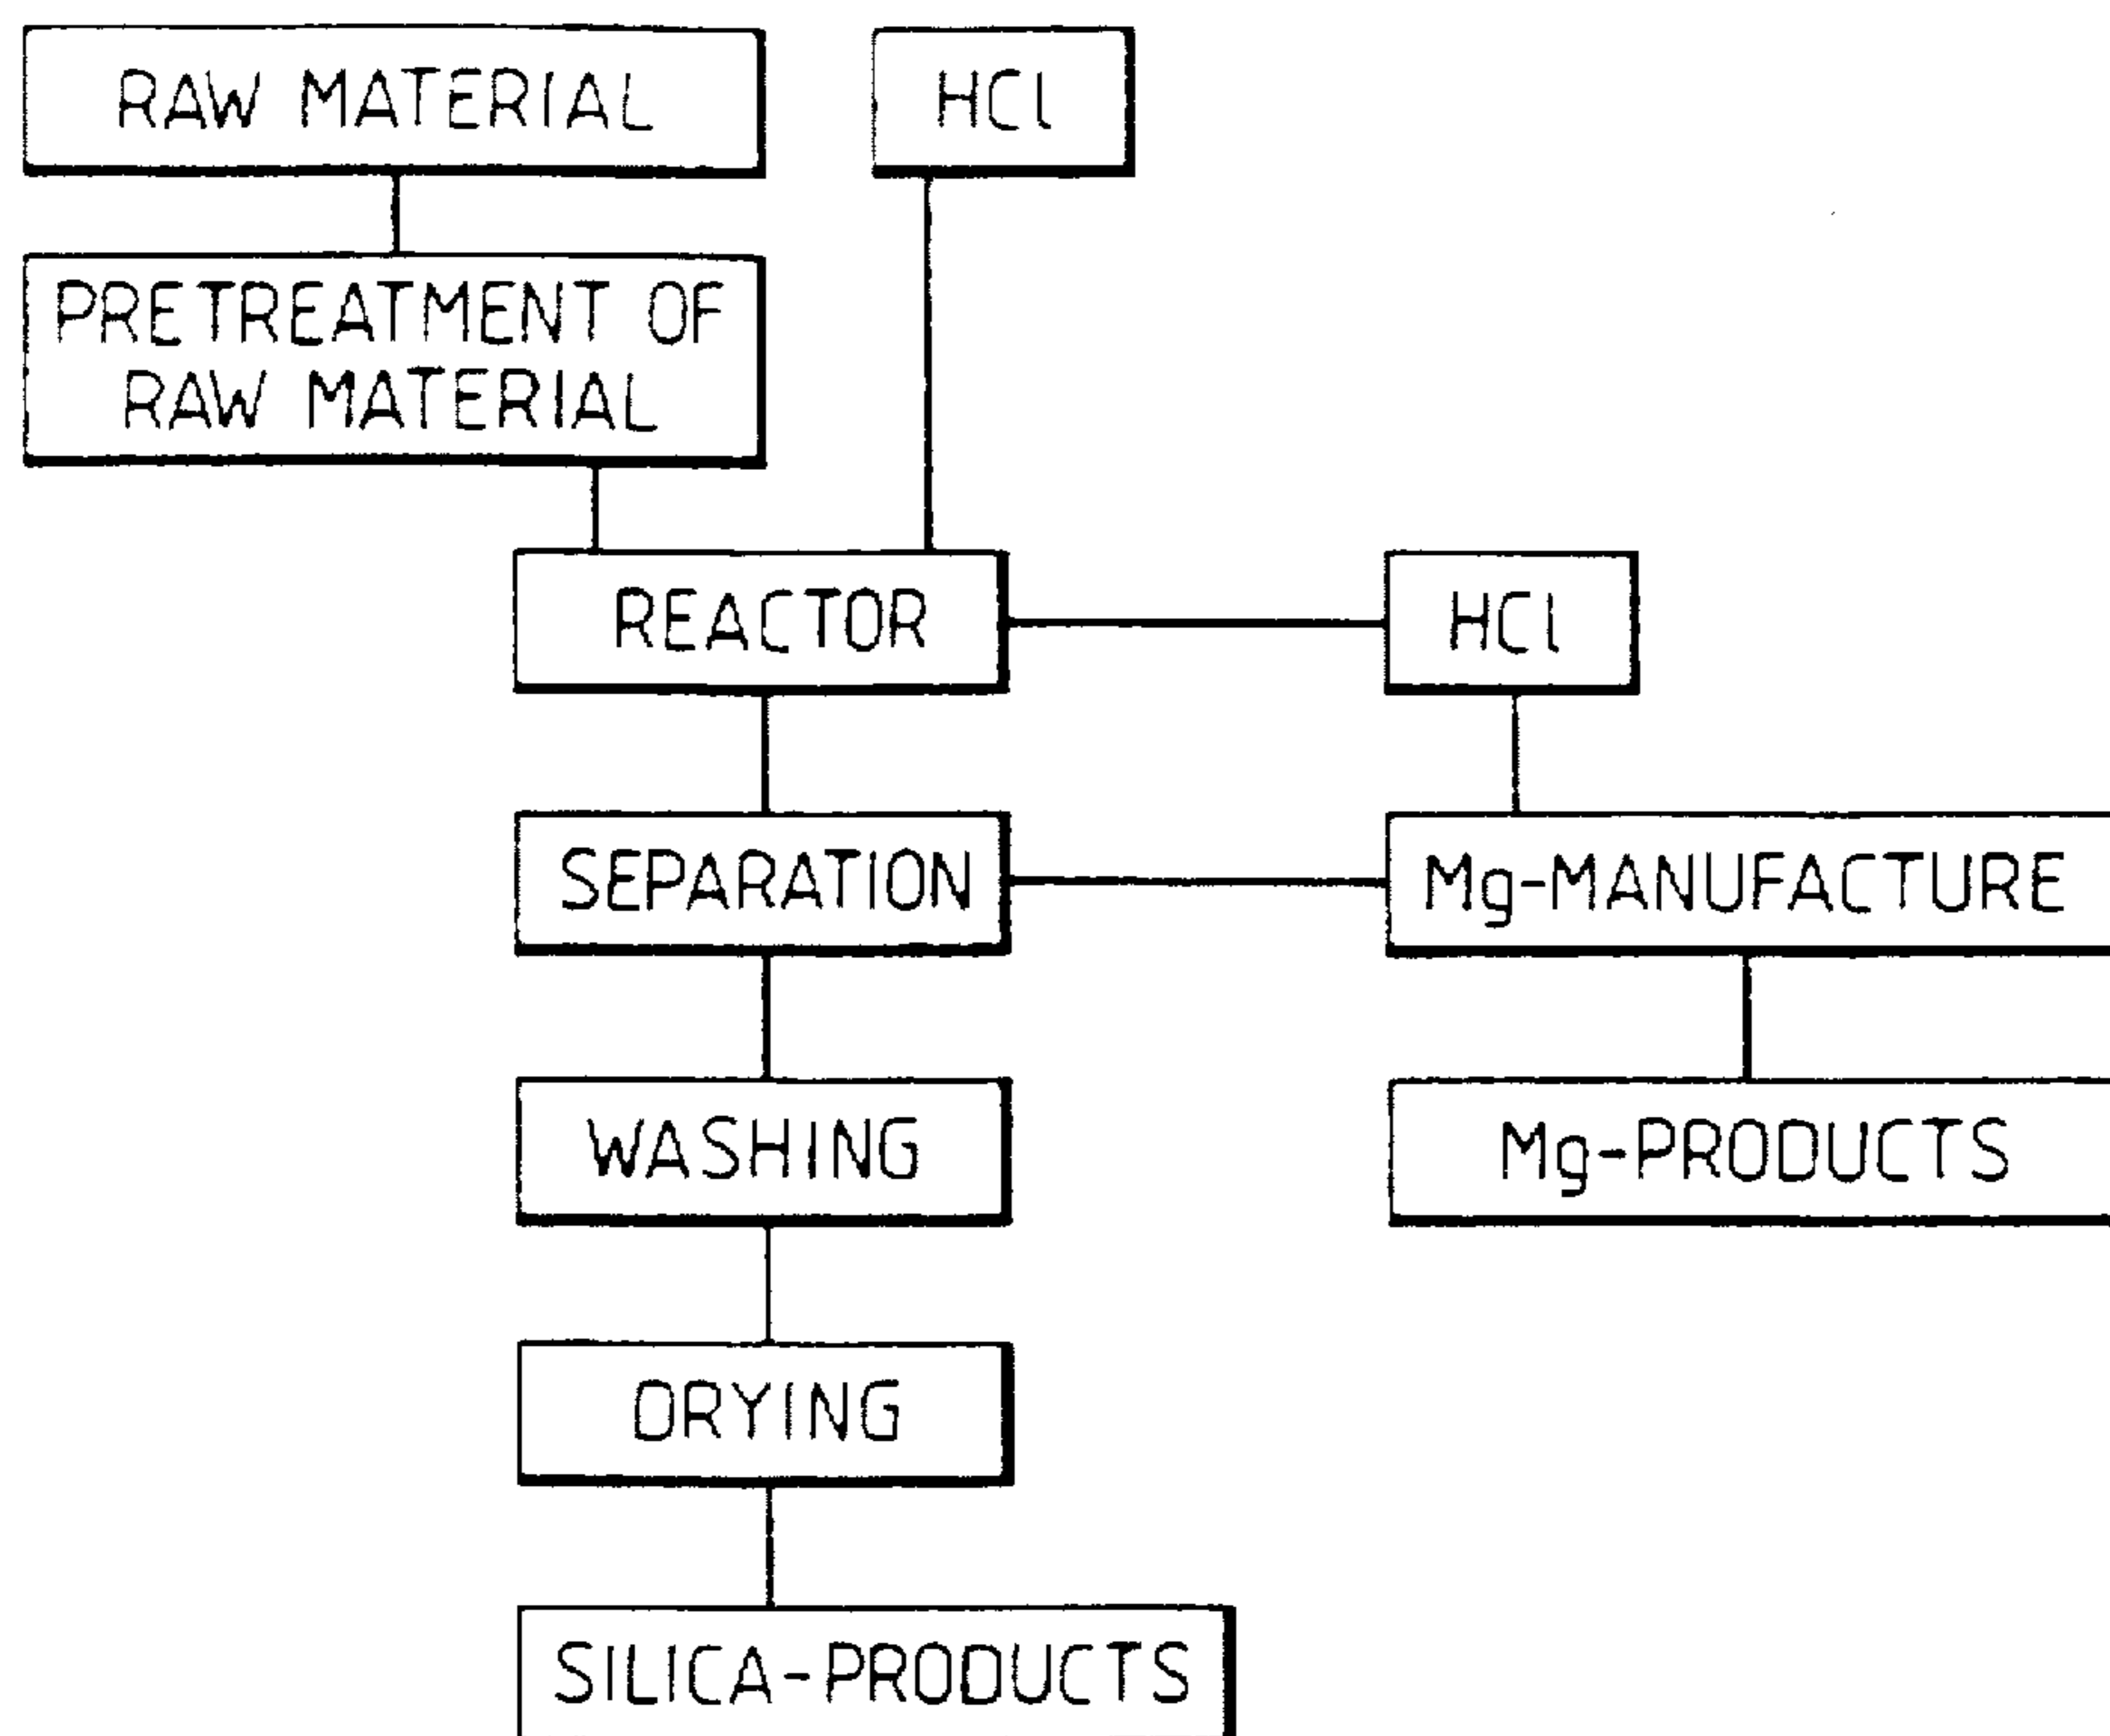 RAW MATERIAL
HCl
PRETREATMENT OF
RAW MATERIAL
REACTOR
HCl
SEPARATION
Mg-MANUFACTURE
WASHING
Mg-PRODUCTS
DRYING
SILICA-PRODUCTS